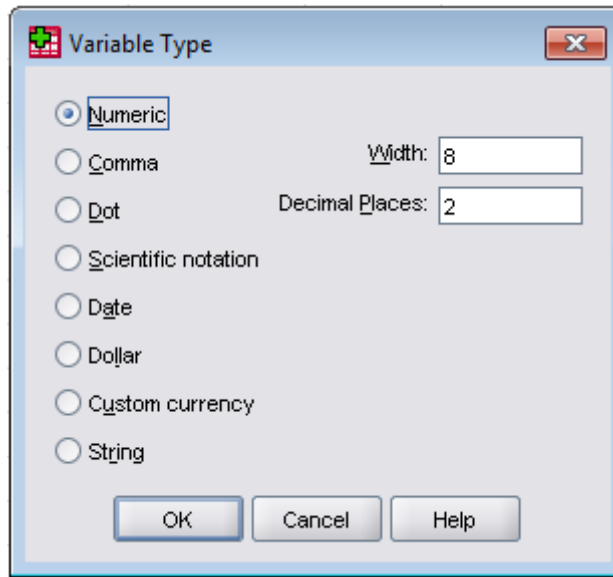 Variable Type
Numeric
Comma
Width: 8
Dot
Decimal Places: 2
Scientific notation
Date
Dollar
Custom currency
String
OK Cancel Help